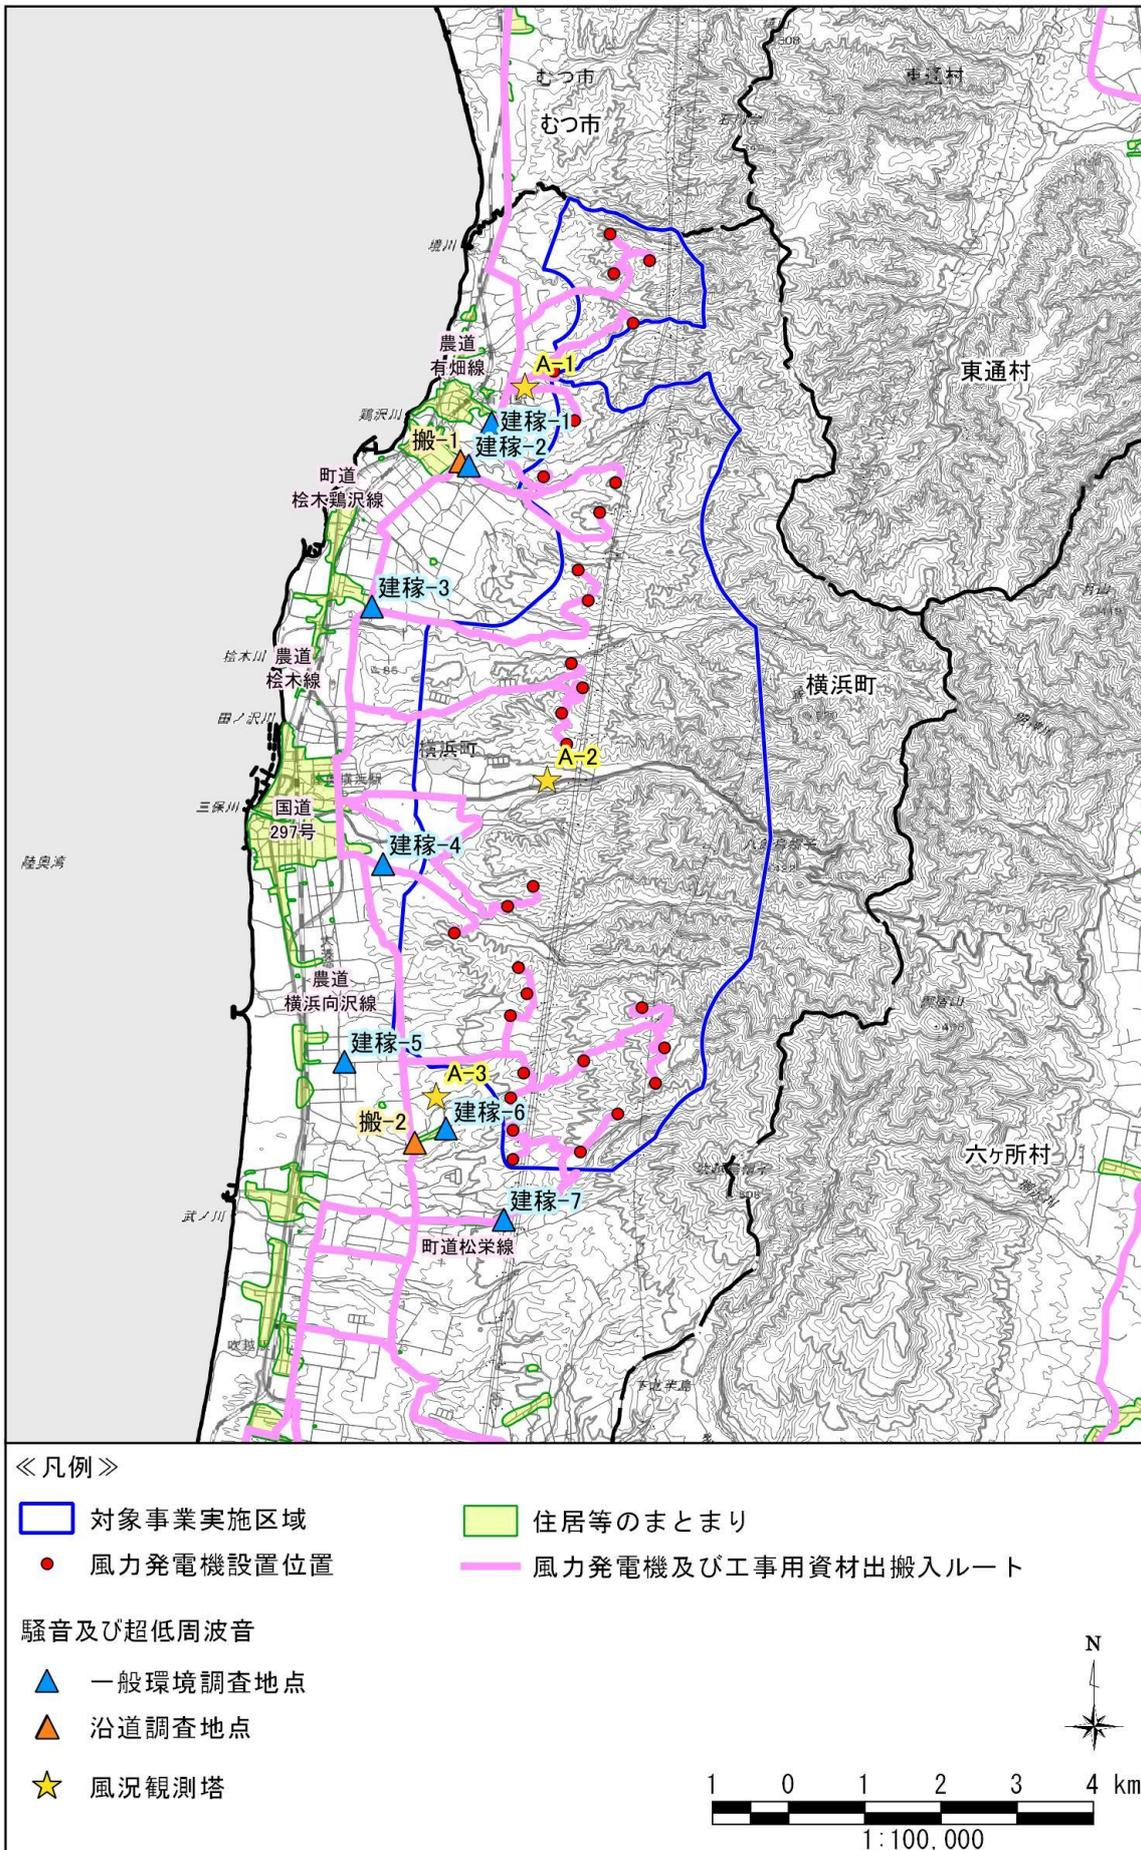 むつ市
東通村
むつ市
境川
農道
有畑線
A-1
東通村
鶏沢川
建稼-1
搬-1
建稼-2
町道
桧木鶏沢線
建稼-3
桧木川
農道
桧木線
横浜町
田ノ沢川
横浜町
A-2
三保川
国道
297号
建稼-4
陸奥湾
農道
横浜向沢線
建稼-5
A-3
建稼-6
搬-2
六ヶ所村
建稼-7
武ノ川
町道松栄線
下北半島
≪凡例≫
対象事業実施区域
住居等のまとまり
風力発電機設置位置
風力発電機及び工事用資材出搬入ルート
騒音及び超低周波音
一般環境調査地点
沿道調査地点
風況観測塔
N
1 0 1 2 3 4 km
1:100,000